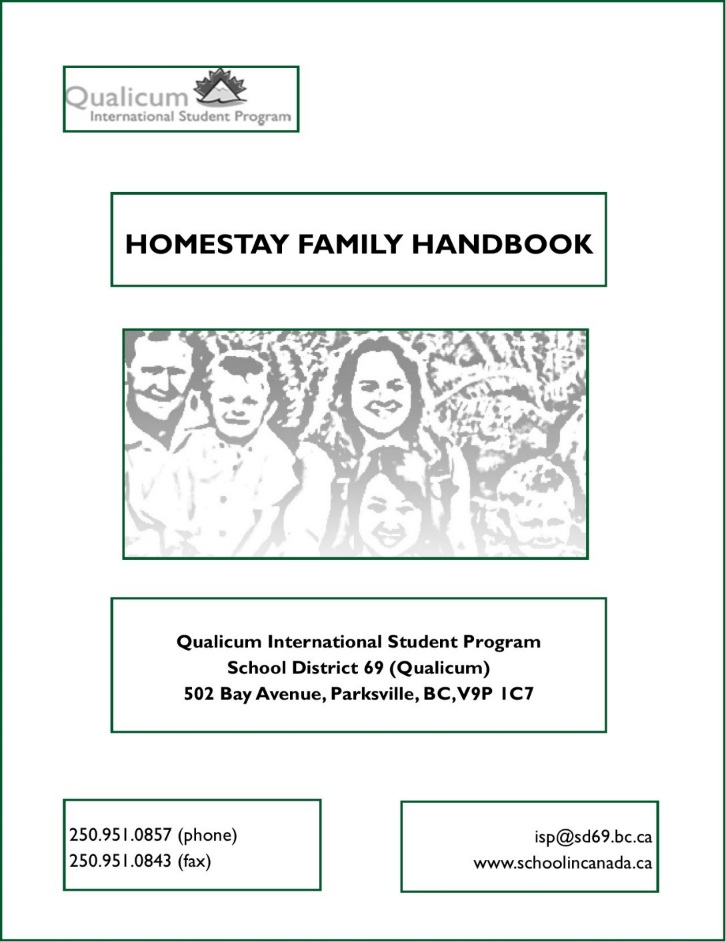 Qualicum
International Student Program
HOMESTAY FAMILY HANDBOOK
Qualicum International Student Program
School District 69 (Qualicum)
502 Bay Avenue, Parksville, BC, V9P 1C7
250.951.0857 (phone)
250.951.0843 (fax)
isp@sd69.bc.ca
www.schoolincanada.ca